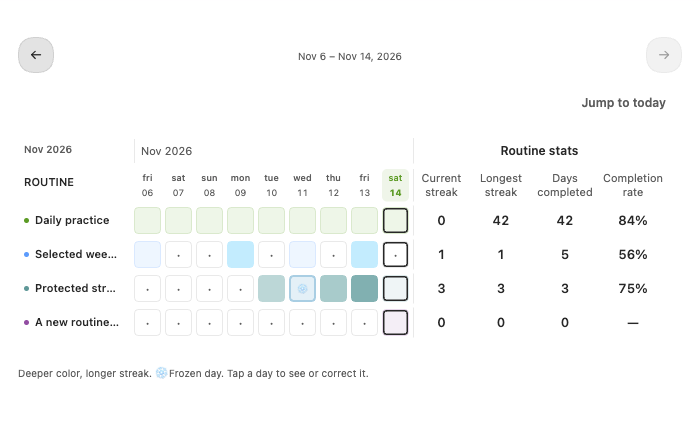 Nov 6 – Nov 14, 2026
Jump to today
Nov 2026
Nov 2026
Routine stats
ROUTINE
fri sat sun mon tue wed thu fri sat
06 07 08 09 10 11 12 13 14
Current streak
Longest streak
Days completed
Completion rate
Daily practice 0 42 42 84%
Selected wee... 1 1 5 56%
Protected str... 3 3 3 75%
A new routine... 0 0 0 —
Deeper color, longer streak. Frozen day. Tap a day to see or correct it.